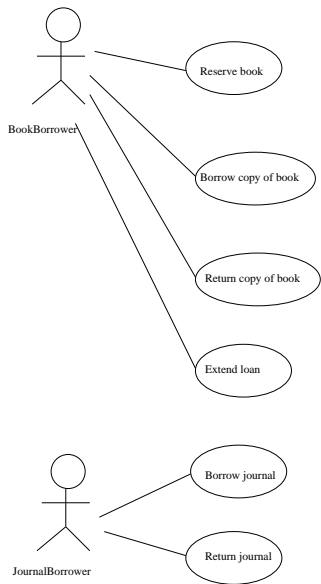 Reserve book
BookBorrower
Borrow copy of book
Return copy of book
Extend loan
Borrow journal
Return journal
JournalBorrower